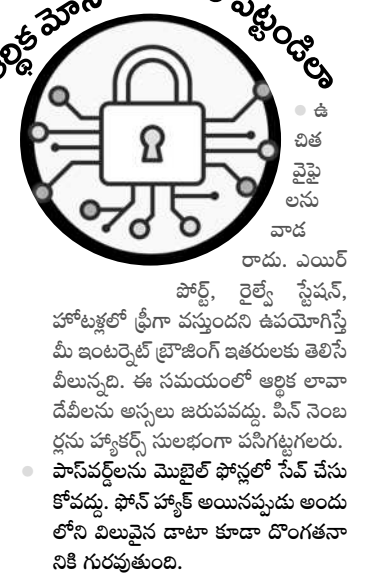 ఆర్థిక మోస పెట్టండిలా
• ఉ
చిత
వైఫై
లను
వాడ
రాదు. ఎయిర్
పోర్ట్, రైల్వే స్టేషన్,
హోటళ్లలో ఫ్రీగా వస్తుందని ఉపయోగిస్తే
మీ ఇంటర్నెట్ బ్రౌజింగ్ ఇతరులకు తెలిసే
వీలున్నది. ఈ సమయంలో ఆర్థిక లావా
దేవీలను అస్సలు జరుపవద్దు. పిన్ నెంబ
ర్లను హ్యాకర్స్ సులభంగా పసిగట్టగలరు.
• పాస్‌వర్డ్‌లను మొబైల్ ఫోన్లలో సేవ్ చేసు
కోవద్దు. ఫోన్ హ్యాక్ అయినప్పుడు అందు
లోని విలువైన డాటా కూడా దొంగతనా
నికి గురవుతుంది.